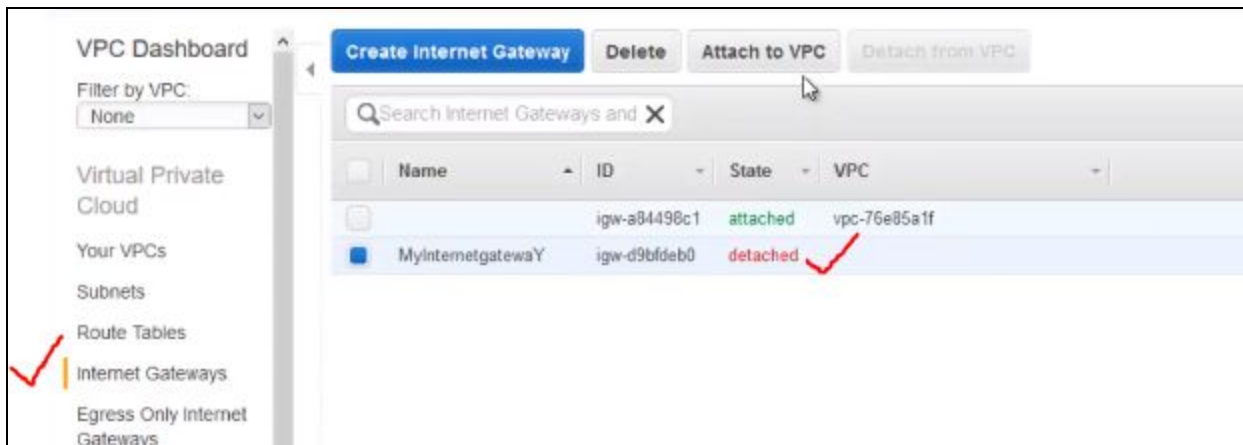 VPC Dashboard
Filter by VPC:
None
Virtual Private
Cloud
Your VPCs
Subnets
Route Tables
Internet Gateways
Egress Only Internet
Gateways
Create Internet Gateway Delete Attach to VPC Detach from VPC
Search Internet Gateways and
Name ID State VPC
igw-a84498c1 attached vpc-76e85a1f
MyInternetgatewaY igw-d9bfdeb0 detached